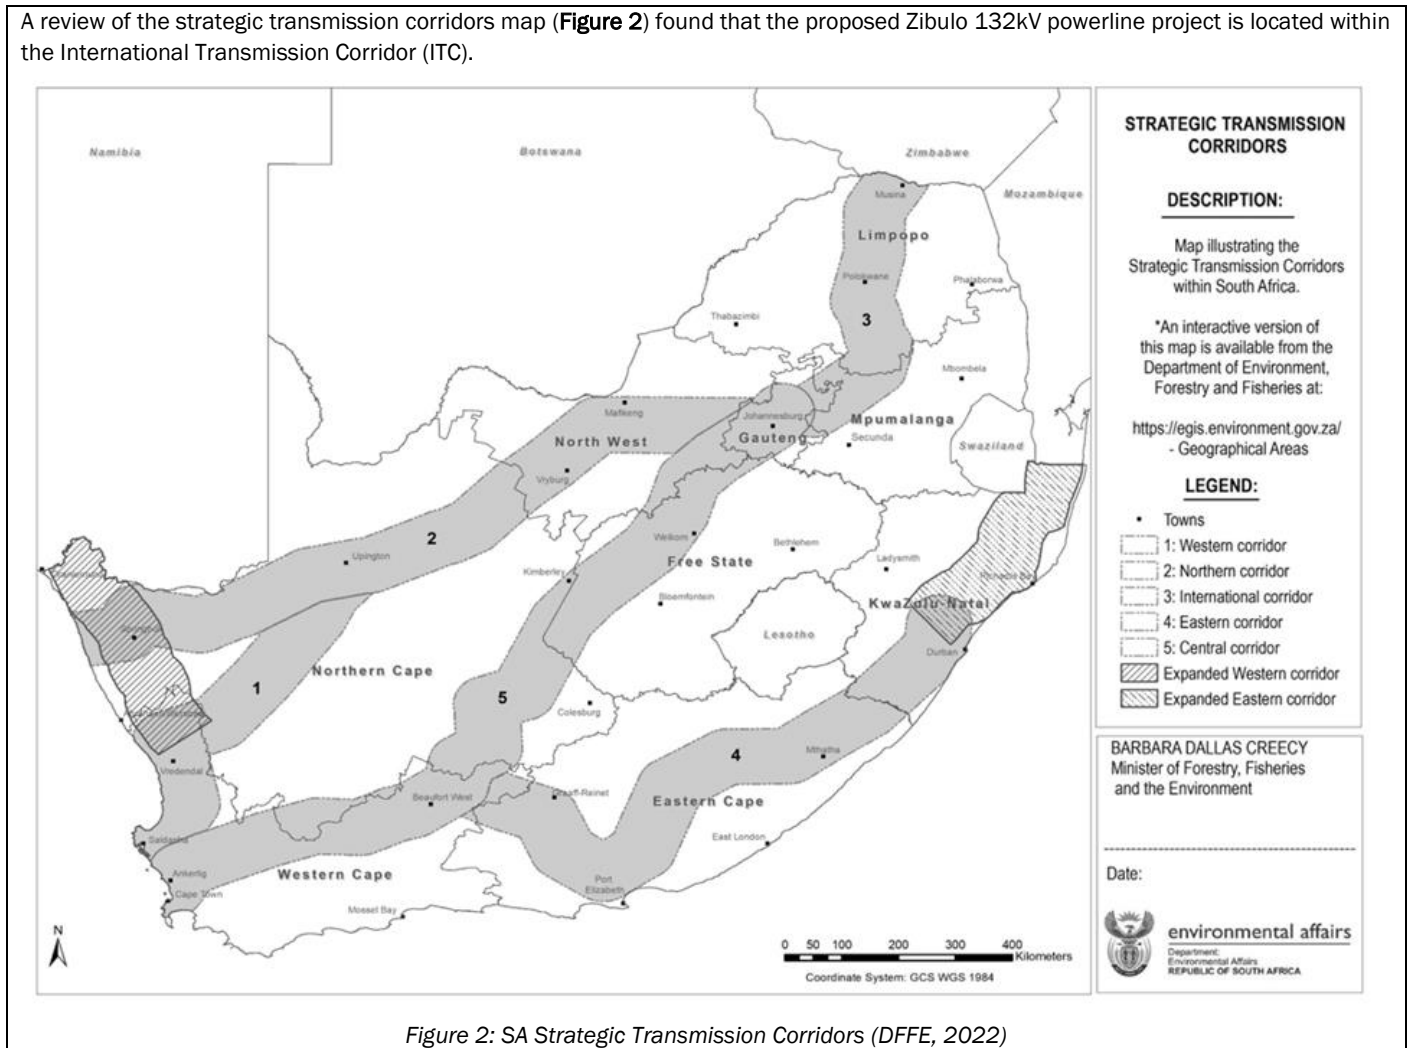 A review of the strategic transmission corridors map (Figure 2) found that the proposed Zibulo 132kV powerline project is located within
the International Transmission Corridor (ITC).
Namibia
Botswana
Zimbabwe
Mozambique
Musina
Limpopo
Polokwane
Phalaborwa
Thabazimbi
3
Mbombela
Mafikeng
Johannesburg
Mpumalanga
North West
Gauteng
Secunda
Swaziland
Vryburg
2
Upington
Welkom
Bethlehem
Ladysmith
Free State
Kimberley
Richards Bay
Bloemfontein
KwaZulu-Natal
Springbok
Lesotho
Durban
Northern Cape
1
5
Colesburg
4
Mthatha
Vredendal
Beaufort West
Graaff-Reinet
Eastern Cape
Saldanha
East London
Ankerlig
Western Cape
Port
Elizabeth
Cape Town
Mossel Bay
N
0 50 100 200 300 400
Kilometers
Coordinate System: GCS WGS 1984
STRATEGIC TRANSMISSION
CORRIDORS
DESCRIPTION:
Map illustrating the
Strategic Transmission Corridors
within South Africa.
*An interactive version of
this map is available from the
Department of Environment,
Forestry and Fisheries at:
https://egis.environment.gov.za/
- Geographical Areas
LEGEND:
Towns
1: Western corridor
2: Northern corridor
3: International corridor
4: Eastern corridor
5: Central corridor
Expanded Western corridor
Expanded Eastern corridor
BARBARA DALLAS CREECY
Minister of Forestry, Fisheries
and the Environment
Date:
environmental affairs
Department:
Environmental Affairs
REPUBLIC OF SOUTH AFRICA
Figure 2: SA Strategic Transmission Corridors (DFFE, 2022)